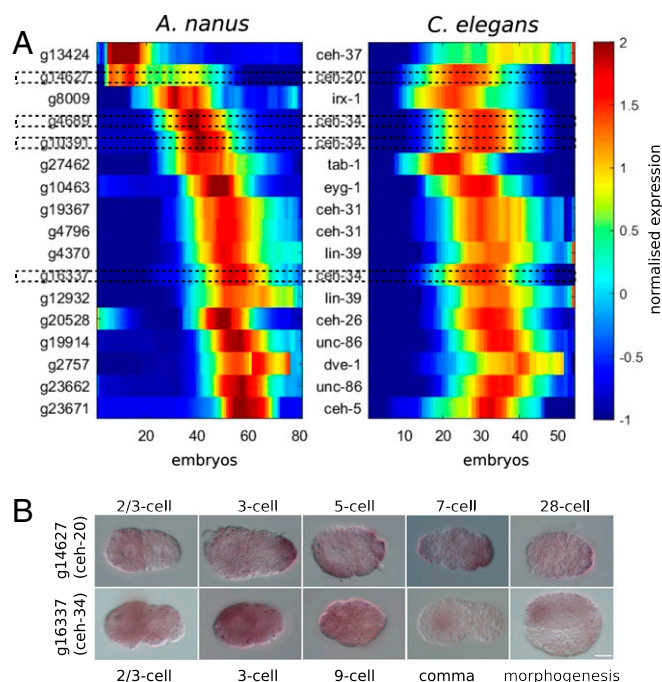 A. nanus C. elegans
A
g13424 ceh-37
g14627 ceh-20
g8009 irx-1
g4689 ceh-34
g10391 ceh-34
g27462 tab-1
g10463 eyg-1
g19367 ceh-31
g4796 ceh-31
g4370 lin-39
g16337 ceh-34
g12932 lin-39
g20528 ceh-26
g19914 unc-86
g2757 dve-1
g23662 unc-86
g23671 ceh-5
20 40 60 80
embryos
10 20 30 40 50
embryos
2
1.5
1
0.5
0
-0.5
-1
normalised expression
B
2/3-cell 3-cell 5-cell 7-cell 28-cell
g14627
(ceh-20)
g16337
(ceh-34)
2/3-cell 3-cell 9-cell comma morphogenesis